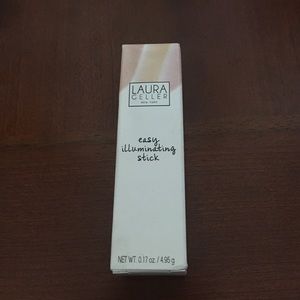 LAURA
GELLER
NEW YORK
easy
illuminating
stick
NET WT. 0.17 oz. / 4.95 g